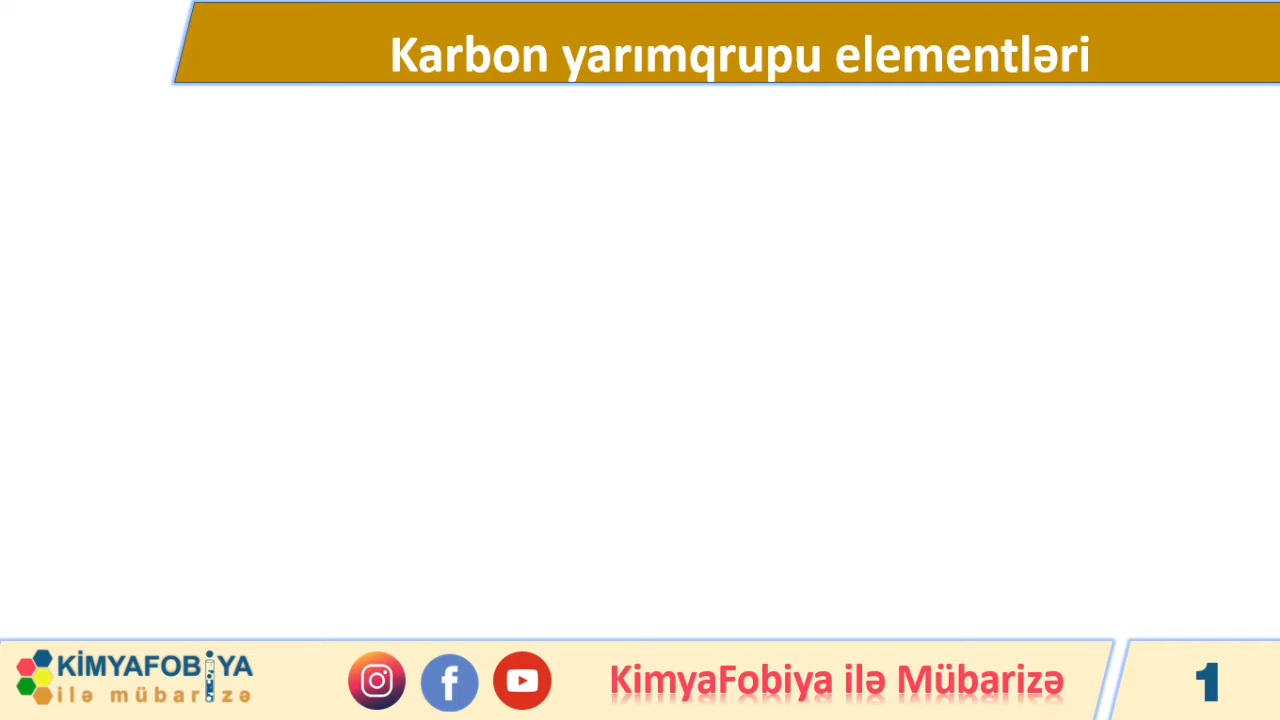 Karbon yarımqrupu elementləri
KİMYAFOBİYA
ilə mübarizə
KimyaFobiya ilə Mübarizə
1